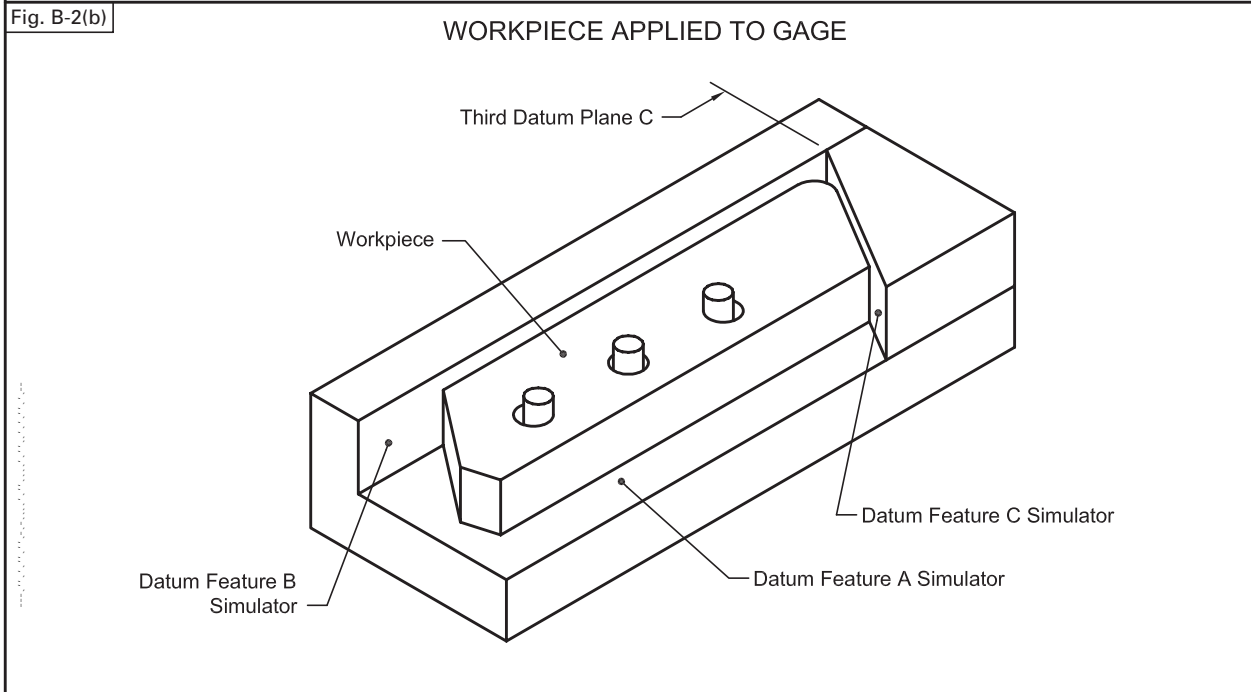 Fig. B-2(b)
WORKPIECE APPLIED TO GAGE
Third Datum Plane C
Workpiece
Datum Feature C Simulator
Datum Feature A Simulator
Datum Feature B
Simulator